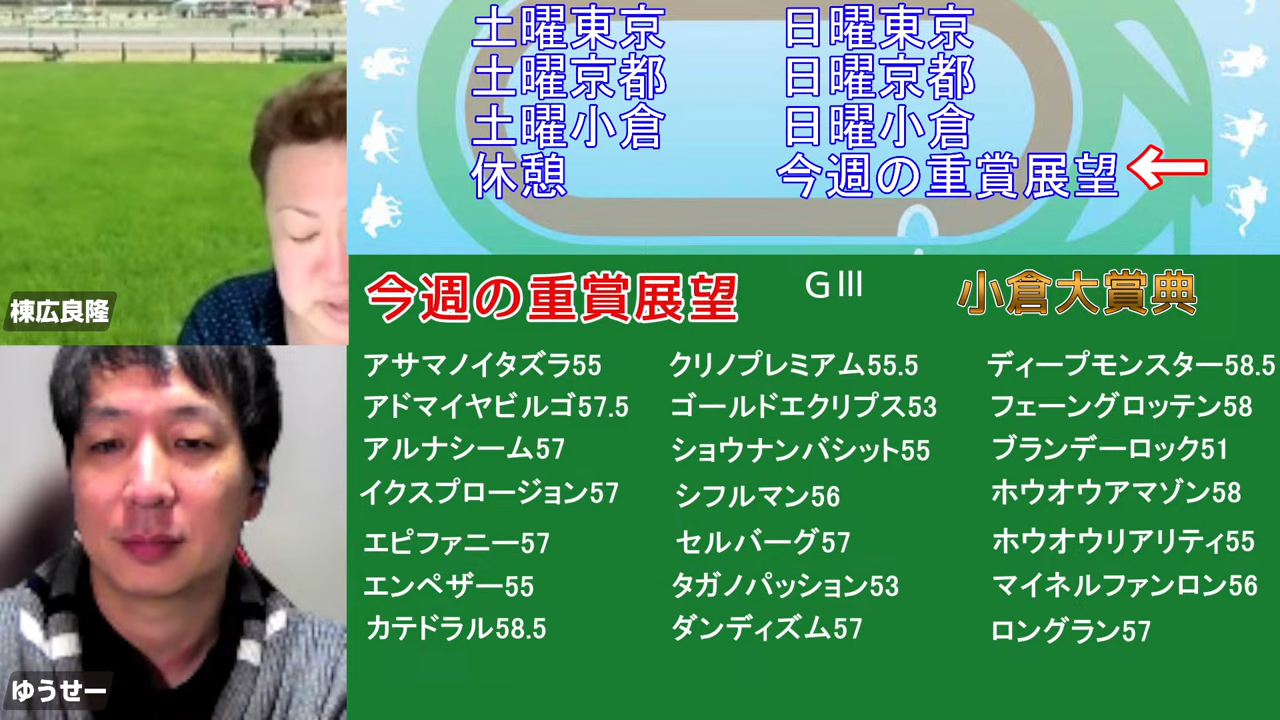 土曜東京
土曜京都
土曜小倉
休憩
日曜東京
日曜京都
日曜小倉
今週の重賞展望
棟広良隆
ゆうせー
今週の重賞展望
GⅢ
小倉大賞典
アサマノイタズラ55
アドマイヤビルゴ57.5
アルナシーム57
イクスプロージョン57
エピファニー57
エンペザー55
カテドラル58.5
クリノプレミアム55.5
ゴールドエクリプス53
ショウナンバシット55
シフルマン56
セルバーグ57
タガノパッション53
ダンディズム57
ディープモンスター58.5
フェーングロッテン58
ブランデーロック51
ホウオウアマゾン58
ホウオウリアリティ55
マイネルファンロン56
ロングラン57